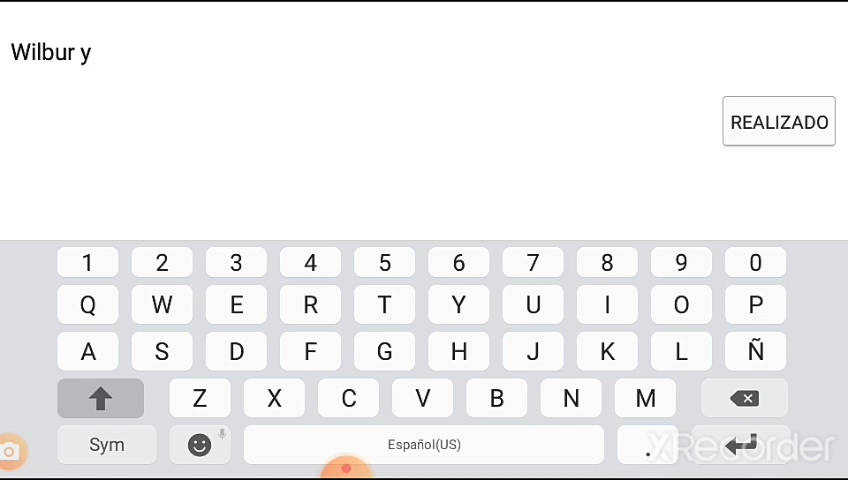 Wilbur y
REALIZADO
1 2 3 4 5 6 7 8 9 0
Q W E R T Y U I O P
A S D F G H J K L Ñ
Z X C V B N M
Sym Español(US) .
XRecorder